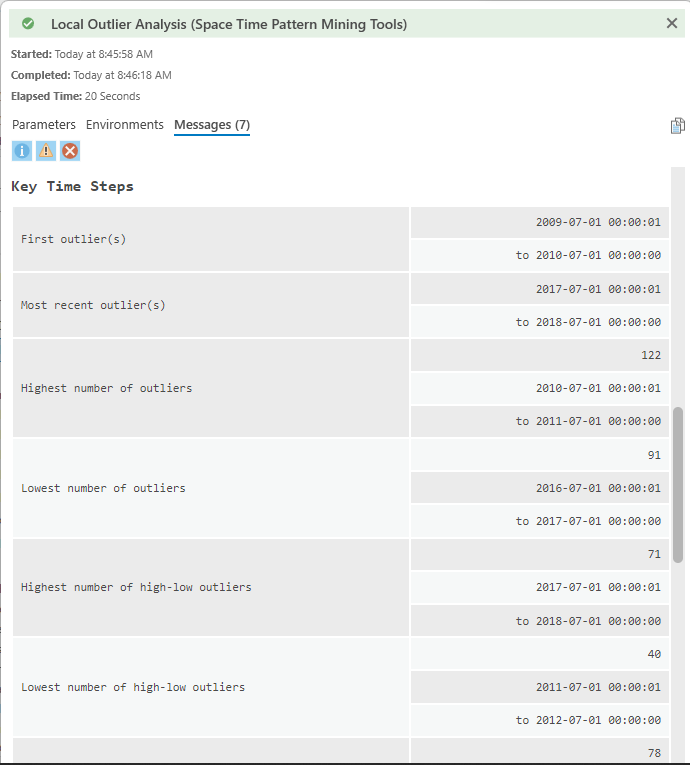 Local Outlier Analysis (Space Time Pattern Mining Tools)
Started: Today at 8:45:58 AM
Completed: Today at 8:46:18 AM
Elapsed Time: 20 Seconds
Parameters Environments Messages (7)
Key Time Steps
First outlier(s)
2009-07-01 00:00:01
to 2010-07-01 00:00:00
Most recent outlier(s)
2017-07-01 00:00:01
to 2018-07-01 00:00:00
Highest number of outliers
122
2010-07-01 00:00:01
to 2011-07-01 00:00:00
Lowest number of outliers
91
2016-07-01 00:00:01
to 2017-07-01 00:00:00
Highest number of high-low outliers
71
2017-07-01 00:00:01
to 2018-07-01 00:00:00
Lowest number of high-low outliers
40
2011-07-01 00:00:01
to 2012-07-01 00:00:00
78